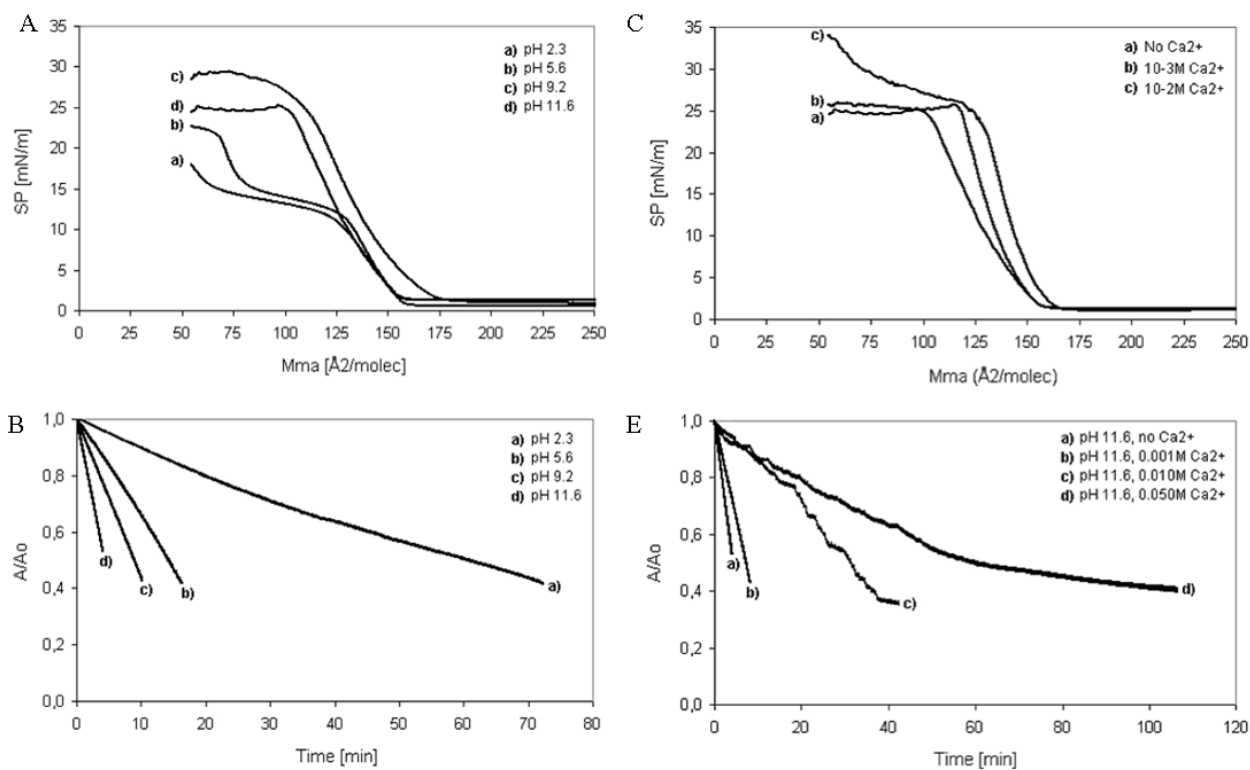 A
35
30
25
20
15
10
5
0
SP [mN/m]
0 25 50 75 100 125 150 175 200 225 250
Mma [Å2/molec]
a) pH 2.3
b) pH 5.6
c) pH 9.2
d) pH 11.6
c)
d)
b)
a)
C
35
30
25
20
15
10
5
0
SP [mN/m]
0 25 50 75 100 125 150 175 200 225 250
Mma (Å2/molec)
a) No Ca2+
b) 10-3M Ca2+
c) 10-2M Ca2+
c)
b)
a)
B
1,0
0,8
0,6
0,4
0,2
0,0
A/Ao
0 10 20 30 40 50 60 70 80
Time [min]
a) pH 2.3
b) pH 5.6
c) pH 9.2
d) pH 11.6
d)
c)
b)
a)
E
1,0
0,8
0,6
0,4
0,2
0,0
A/Ao
0 20 40 60 80 100 120
Time [min]
a) pH 11.6, no Ca2+
b) pH 11.6, 0.001M Ca2+
c) pH 11.6, 0.010M Ca2+
d) pH 11.6, 0.050M Ca2+
a)
b)
c)
d)